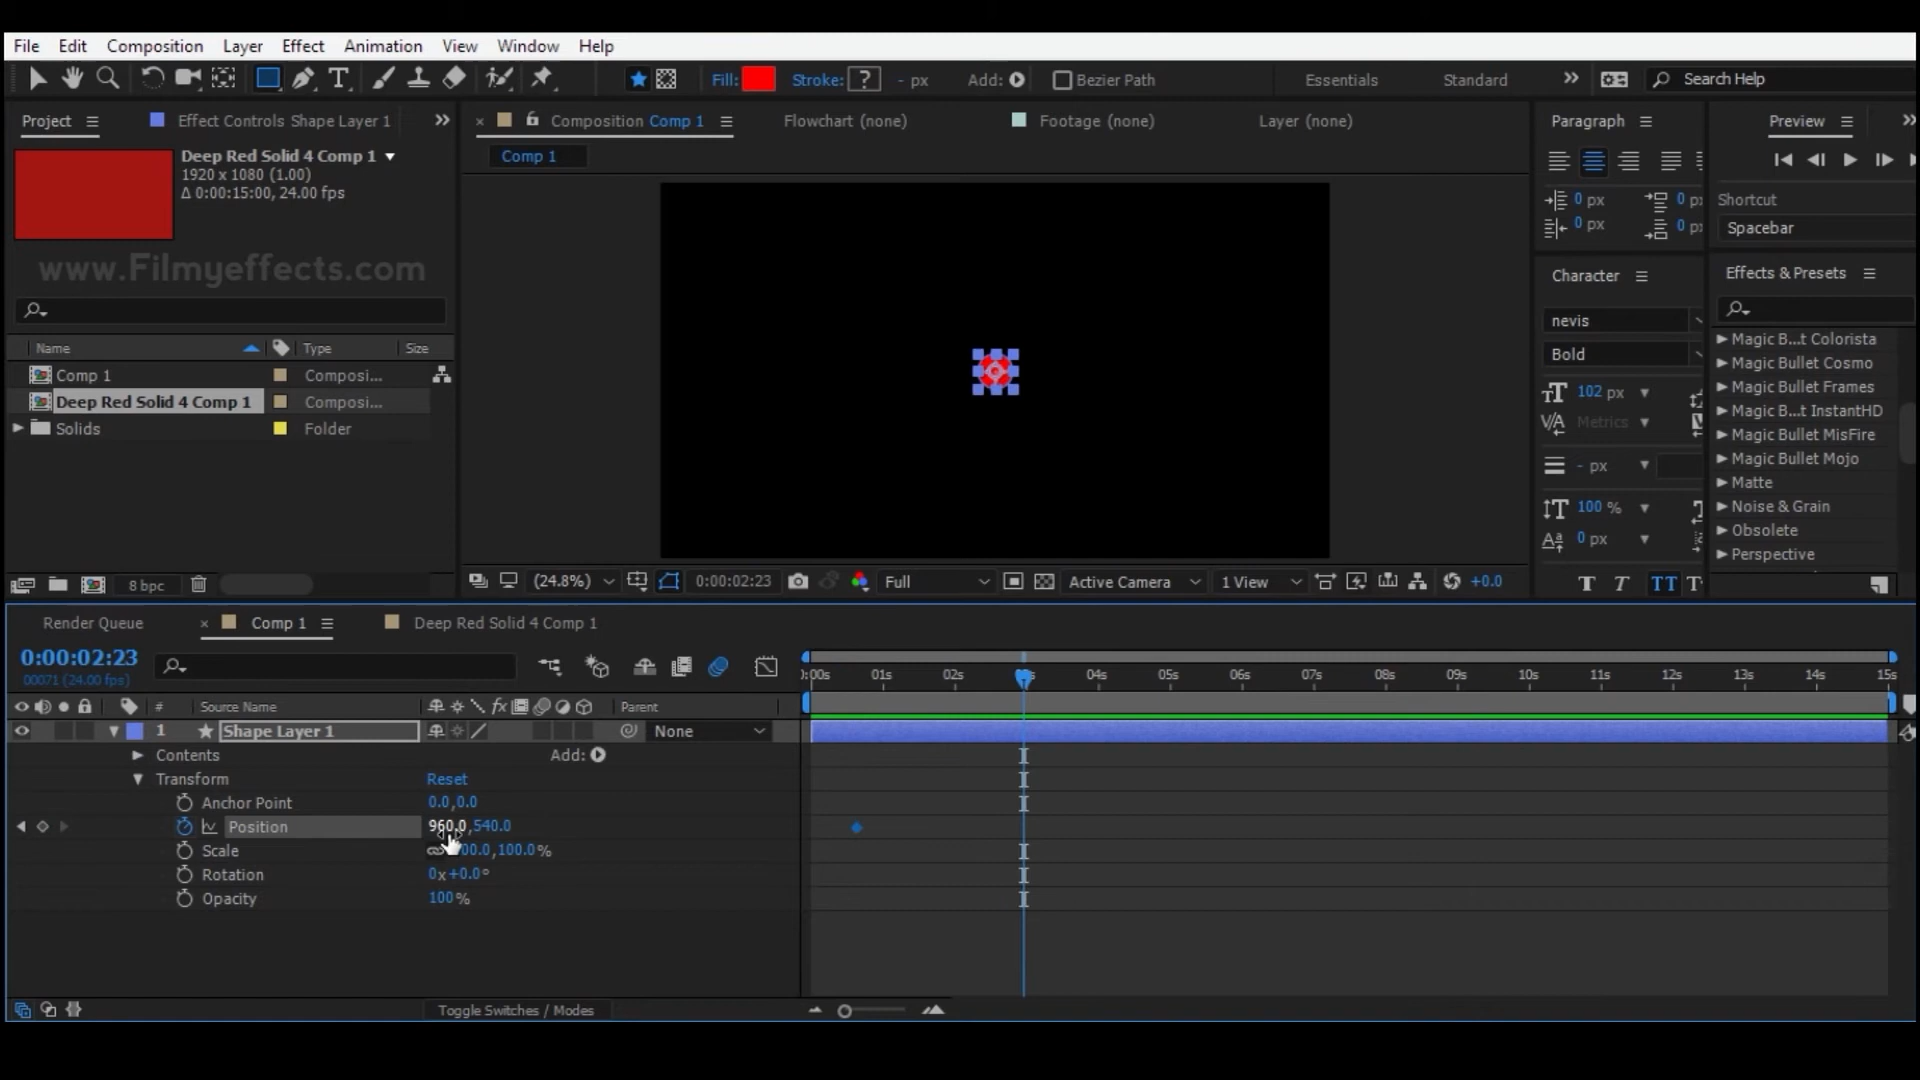 File Edit Composition Layer Effect Animation View Window Help
Fill: Stroke: ? - px Add: Bezier Path Essentials Standard Search Help
Project Effect Controls Shape Layer 1
Composition Comp 1 Flowchart (none) Footage (none) Layer (none)
Paragraph
Preview
Comp 1
Deep Red Solid 4 Comp 1
1920 x 1080 (1.00)
Δ 0:00:15:00, 24.00 fps
www.Filmyeffects.com
0 px 0
0 px 0
Shortcut
Spacebar
Character
Effects & Presets
nevis
Bold
102 px
Metrics
- px
100 %
0 px
T T TT
Magic B...t Colorista
Magic Bullet Cosmo
Magic Bullet Frames
Magic B...t InstantHD
Magic Bullet MisFire
Magic Bullet Mojo
Matte
Noise & Grain
Obsolete
Perspective
Name Type Size
Comp 1 Composi...
Deep Red Solid 4 Comp 1 Composi...
Solids Folder
8 bpc
(24.8%) 0:00:02:23 Full Active Camera 1 View +0.0
Render Queue Comp 1 Deep Red Solid 4 Comp 1
0:00:02:23
00071 (24.00 fps)
):00s 01s 02s 04s 05s 06s 07s 08s 09s 10s 11s 12s 13s 14s 15s
# Source Name fx Parent
1 Shape Layer 1 None
Contents Add:
Transform Reset
Anchor Point 0.0,0.0
Position 960.0,540.0
Scale 00.0,100.0%
Rotation 0x+0.0°
Opacity 100%
Toggle Switches / Modes